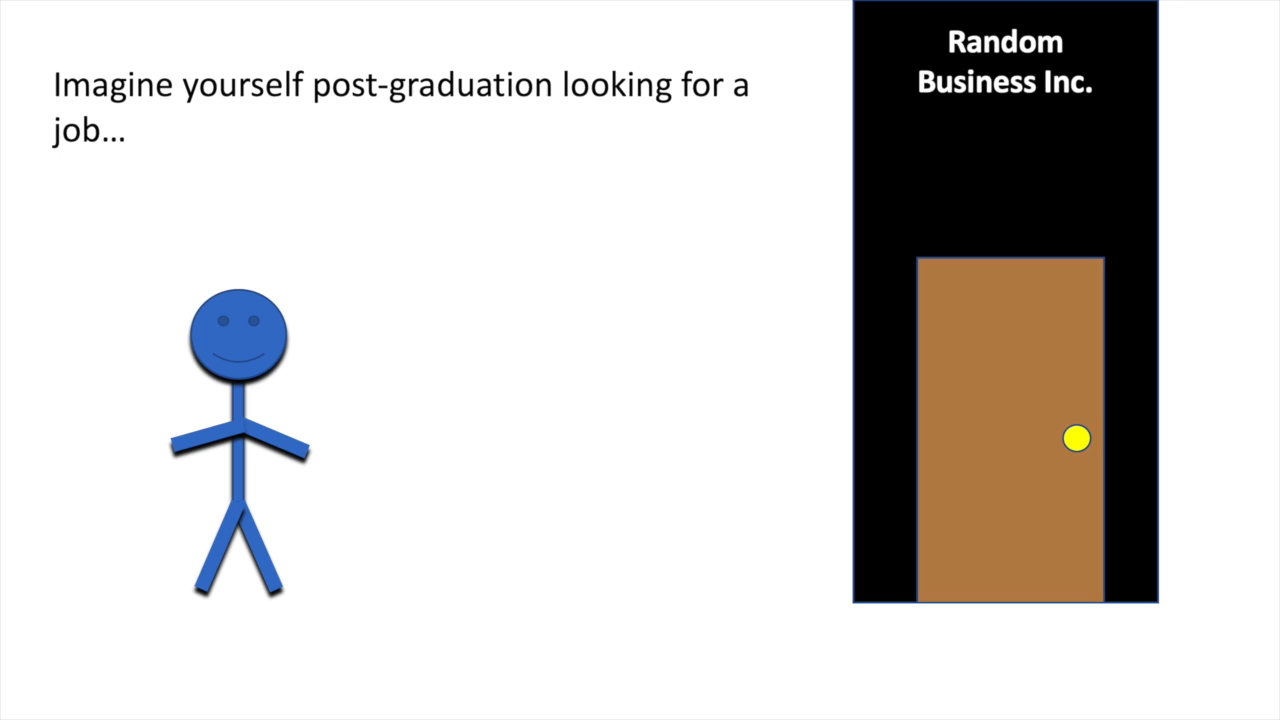 Imagine yourself post-graduation looking for a
job...
Random
Business Inc.